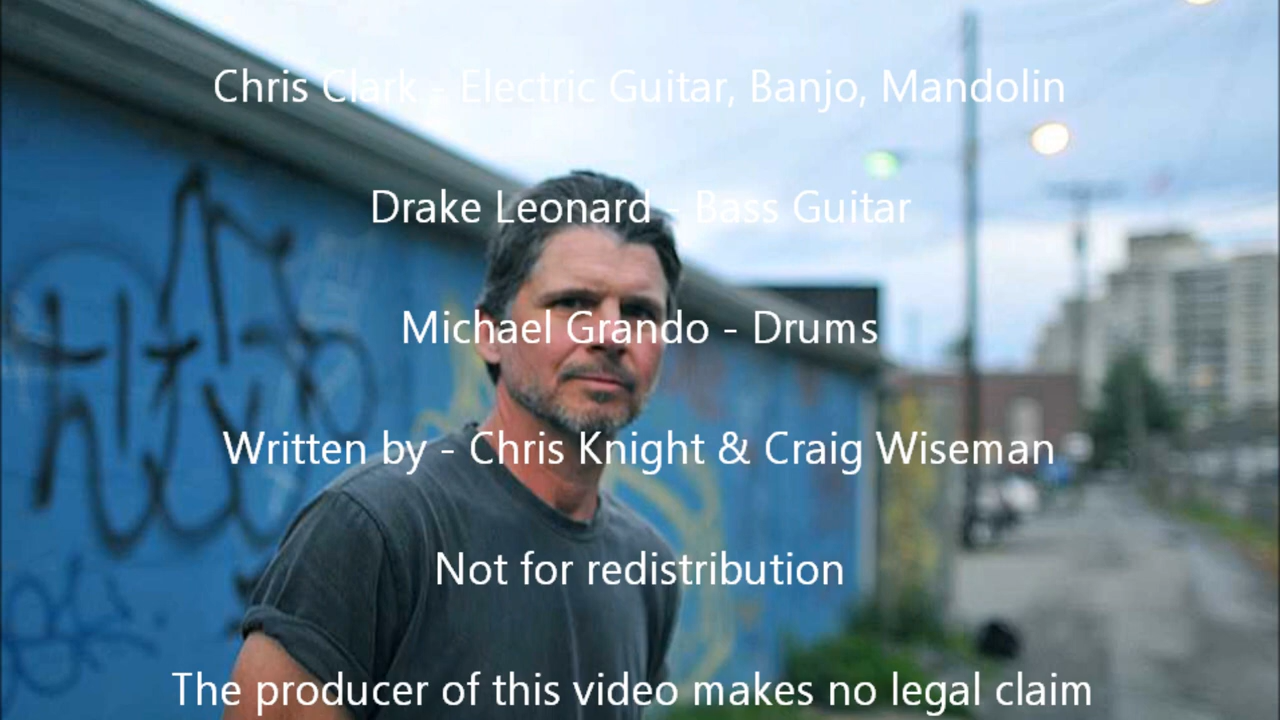 Chris Clark - Electric Guitar, Banjo, Mandolin
Drake Leonard - Bass Guitar
Michael Grando - Drums
Written by - Chris Knight & Craig Wiseman
Not for redistribution
The producer of this video makes no legal claim